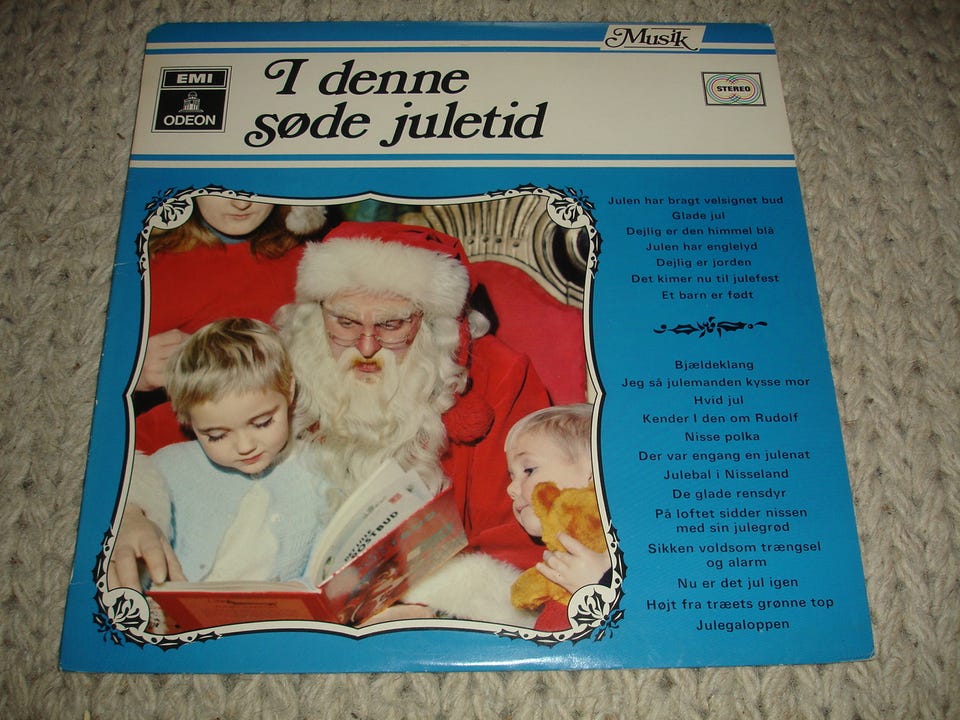 Musik
EMI
ODEON
I denne
søde juletid
STEREO
Julen har bragt velsignet bud
Glade jul
Dejlig er den himmel blå
Julen har englelyd
Dejlig er jorden
Det kimer nu til julefest
Et barn er født
Bjældeklang
Jeg så julemanden kysse mor
Hvid jul
Kender I den om Rudolf
Nisse polka
Der var engang en julenat
Julebal i Nisseland
De glade rensdyr
På loftet sidder nissen
med sin julegrød
Sikken voldsom trængsel
og alarm
Nu er det jul igen
Højt fra træets grønne top
Julegaloppen